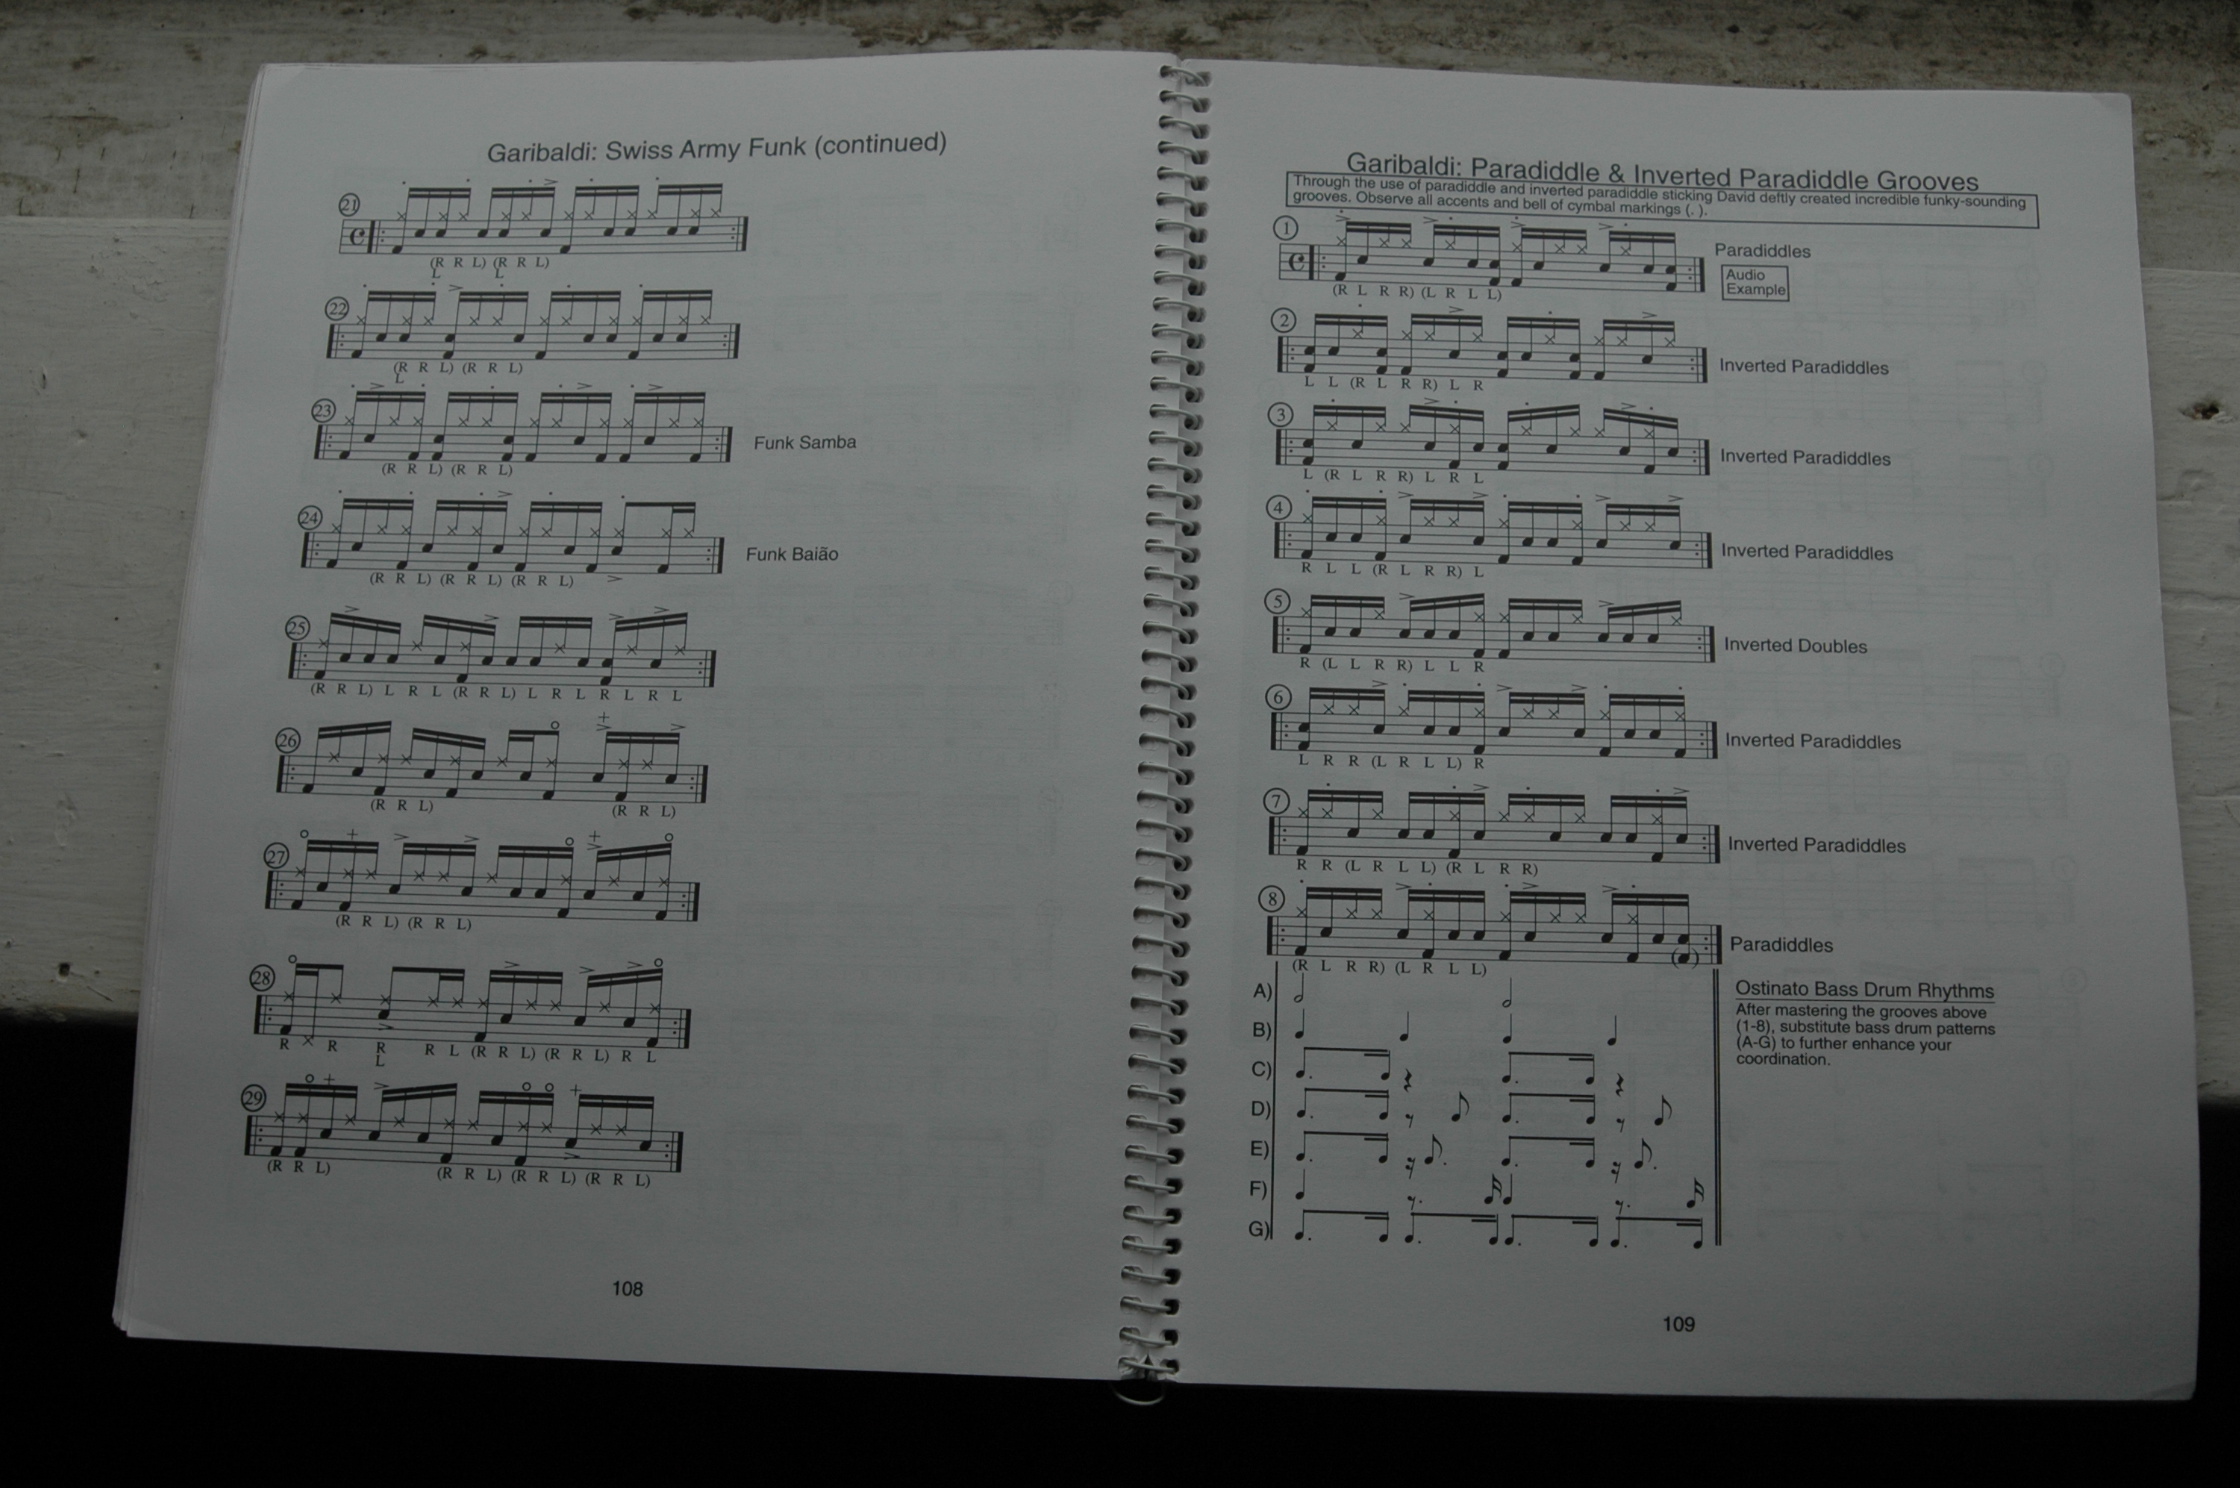 Garibaldi: Swiss Army Funk (continued)
21
(R R L) (R R L)
L L
22
(R R L) (R R L)
L
23
Funk Samba
(R R L) (R R L)
24
Funk Baião
(R R L) (R R L) (R R L)
25
(R R L) L R L (R R L) L R L R L R L
26
(R R L) (R R L)
27
(R R L) (R R L)
28
R R R R L (R R L) (R R L) R L
L
29
(R R L) (R R L) (R R L) (R R L)
108
Garibaldi: Paradiddle & Inverted Paradiddle Grooves
Through the use of paradiddle and inverted paradiddle sticking David deftly created incredible funky-sounding
grooves. Observe all accents and bell of cymbal markings ( . ).
1
Paradiddles
Audio
Example
(R L R R) (L R L L)
2
Inverted Paradiddles
L L (R L R R) L R
3
Inverted Paradiddles
L (R L R R) L R L
4
Inverted Paradiddles
R L L (R L R R) L
5
Inverted Doubles
R (L L R R) L L R
6
Inverted Paradiddles
L R R (L R L L) R
7
Inverted Paradiddles
R R (L R L L) (R L R R)
8
Paradiddles
(R L R R) (L R L L)
A)
B)
C)
D)
E)
F)
G)
Ostinato Bass Drum Rhythms
After mastering the grooves above
(1-8), substitute bass drum patterns
(A-G) to further enhance your
coordination.
109